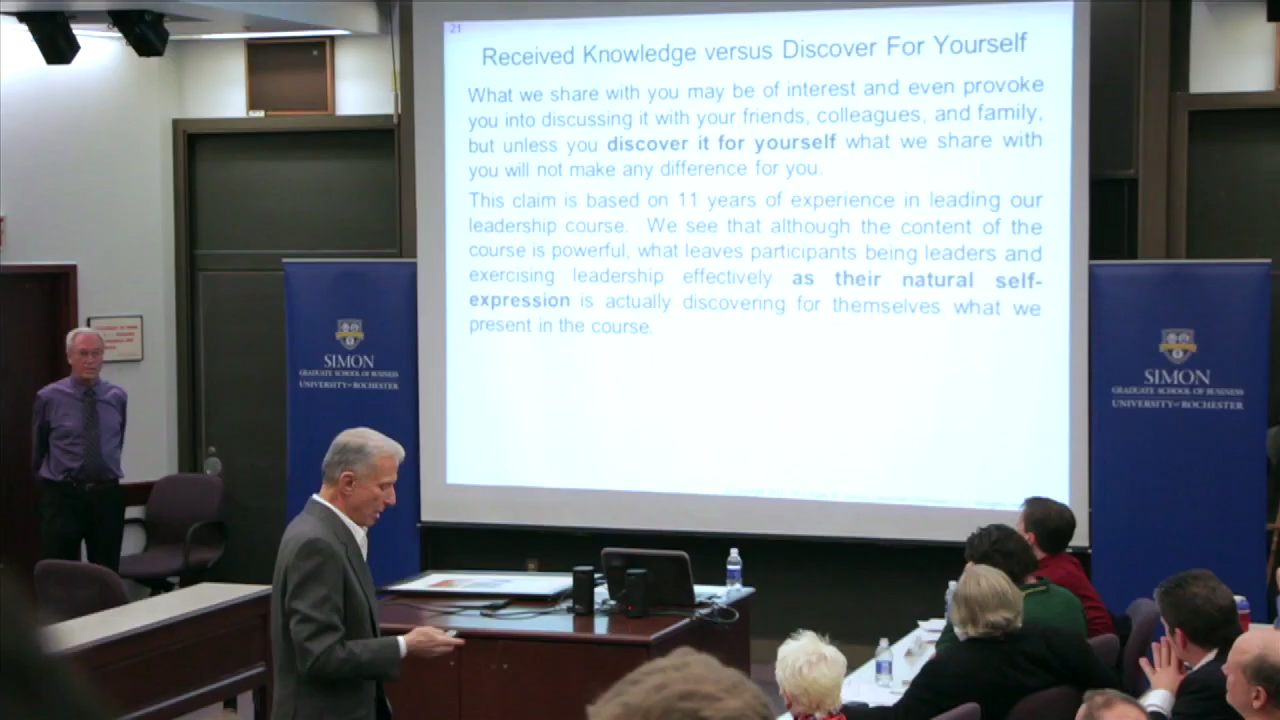 21
Received Knowledge versus Discover For Yourself
What we share with you may be of interest and even provoke
you into discussing it with your friends, colleagues, and family,
but unless you discover it for yourself what we share with
you will not make any difference for you.
This claim is based on 11 years of experience in leading our
leadership course. We see that although the content of the
course is powerful, what leaves participants being leaders and
exercising leadership effectively as their natural self-
expression is actually discovering for themselves what we
present in the course.
SIMON
GRADUATE SCHOOL OF BUSINESS
UNIVERSITY of ROCHESTER
SIMON
GRADUATE SCHOOL OF BUSINESS
UNIVERSITY of ROCHESTER